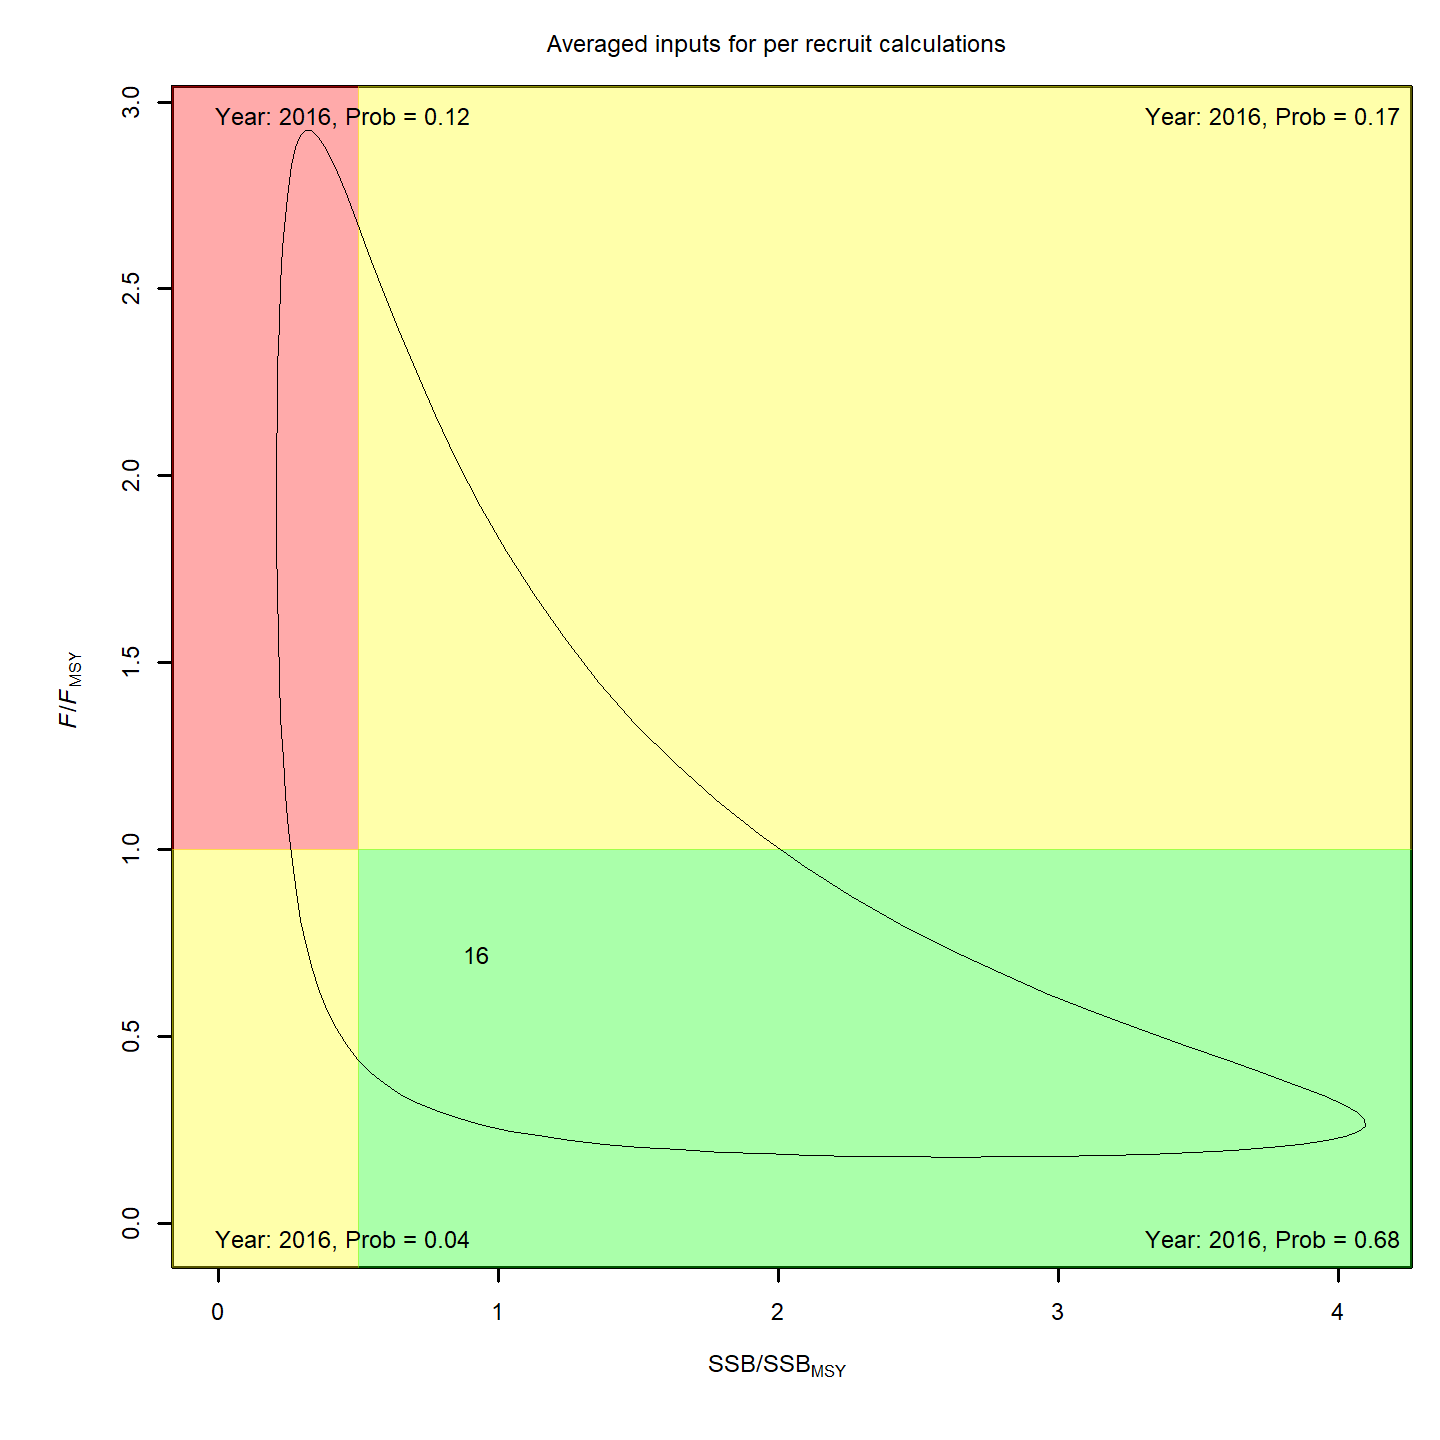 Averaged inputs for per recruit calculations
Year: 2016, Prob = 0.12
Year: 2016, Prob = 0.17
3.0
2.5
2.0
1.5
1.0
0.5
0.0
F/FMSY
16
Year: 2016, Prob = 0.04
Year: 2016, Prob = 0.68
0
1
2
3
4
SSB/SSBMSY